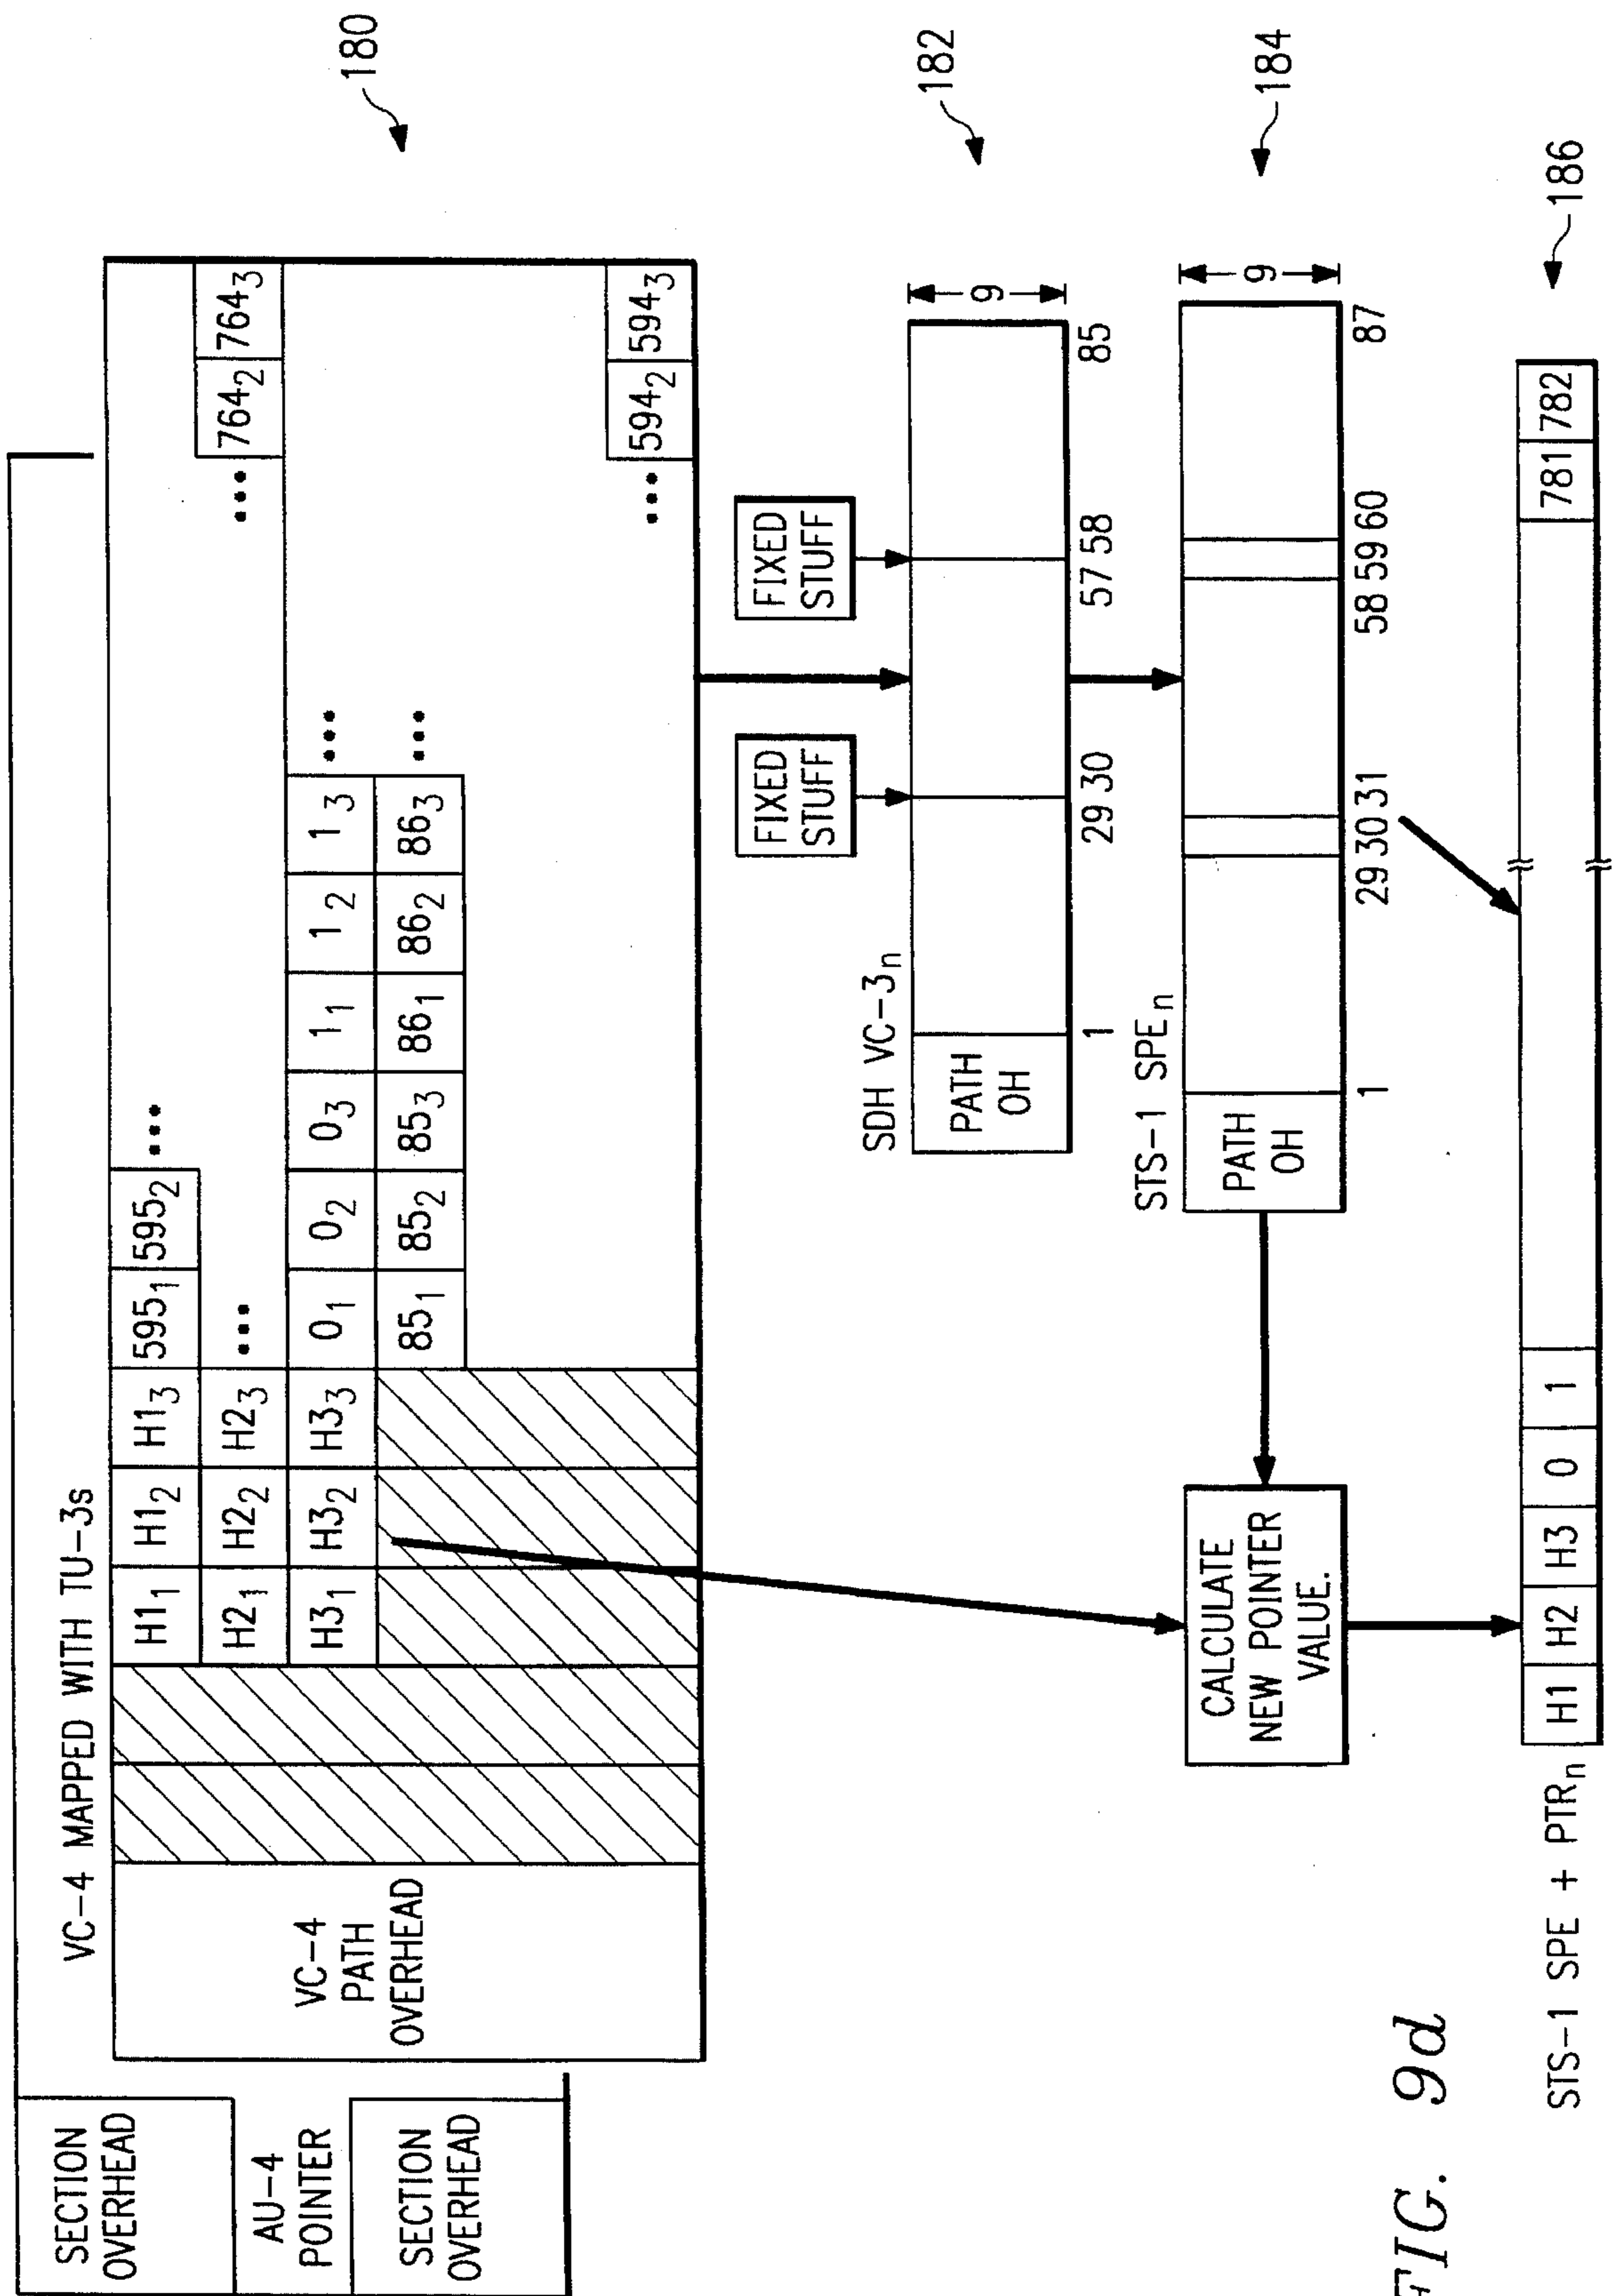 VC-4 MAPPED WITH TU-3s
SECTION
OVERHEAD
AU-4
POINTER
SECTION
OVERHEAD
VC-4
PATH
OVERHEAD
H1₁ H1₂ H1₃ 595₁ 595₂ •••
H2₁ H2₂ H2₃ ••• ••• 764₂ 764₃
H3₁ H3₂ H3₃ 0₁ 0₂ 0₃ 1₁ 1₂ 1₃ •••
85₁ 85₂ 85₃ 86₁ 86₂ 86₃ •••
••• 594₂ 594₃
180
FIXED
STUFF
FIXED
STUFF
SDH VC-3ₙ
PATH
OH
9
1 29 30 57 58 85
182
STS-1 SPEₙ
PATH
OH
9
1 29 30 31 58 59 60 87
184
CALCULATE
NEW POINTER
VALUE.
STS-1 SPE + PTRₙ
H1 H2 H3 0 1 781 782
186
FIG. 9d